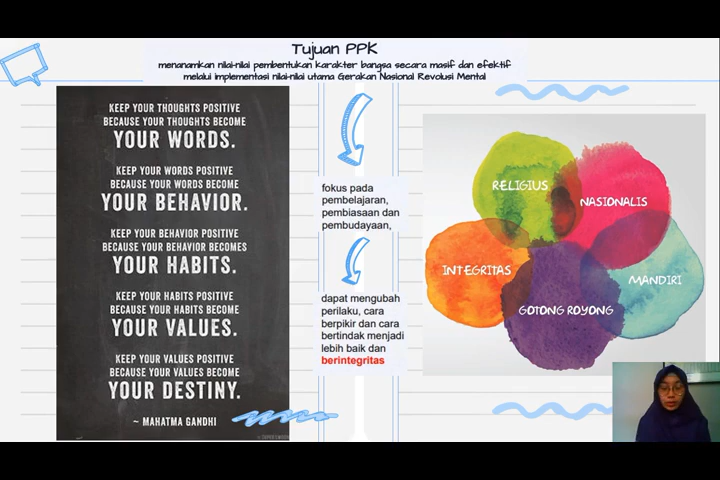 Tujuan PPK
menanamkan nilai-nilai pembentukan karakter bangsa secara masif dan efektif
melalui implementasi nilai-nilai utama Gerakan Nasional Revolusi Mental
KEEP YOUR THOUGHTS POSITIVE
BECAUSE YOUR THOUGHTS BECOME
YOUR WORDS.
KEEP YOUR WORDS POSITIVE
BECAUSE YOUR WORDS BECOME
YOUR BEHAVIOR.
KEEP YOUR BEHAVIOR POSITIVE
BECAUSE YOUR BEHAVIOR BECOMES
YOUR HABITS.
KEEP YOUR HABITS POSITIVE
BECAUSE YOUR HABITS BECOME
YOUR VALUES.
KEEP YOUR VALUES POSITIVE
BECAUSE YOUR VALUES BECOME
YOUR DESTINY.
~ MAHATMA GANDHI
fokus pada
pembelajaran,
pembiasaan dan
pembudayaan,
dapat mengubah
perilaku, cara
berpikir dan cara
bertindak menjadi
lebih baik dan
berintegritas
RELIGIUS
NASIONALIS
INTEGRITAS
MANDIRI
GOTONG ROYONG